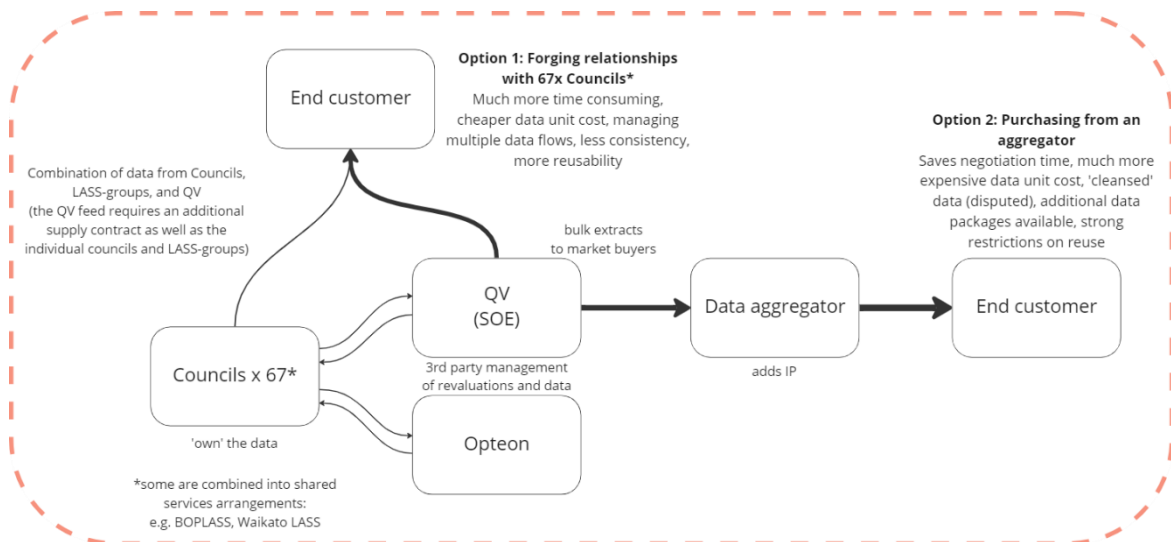 End customer
Option 1: Forging relationships
with 67x Councils*
Much more time consuming,
cheaper data unit cost, managing
multiple data flows, less consistency,
more reusability
Option 2: Purchasing from an
aggregator
Saves negotiation time, much more
expensive data unit cost, 'cleansed'
data (disputed), additional data
packages available, strong
restrictions on reuse
Combination of data from Councils,
LASS-groups, and QV
(the QV feed requires an additional
supply contract as well as the
individual councils and LASS-groups)
bulk extracts
to market buyers
QV
(SOE)
Data aggregator
End customer
Councils x 67*
3rd party management
of revaluations and data
adds IP
Opteon
'own' the data
*some are combined into shared
services arrangements:
e.g. BOPLASS, Waikato LASS